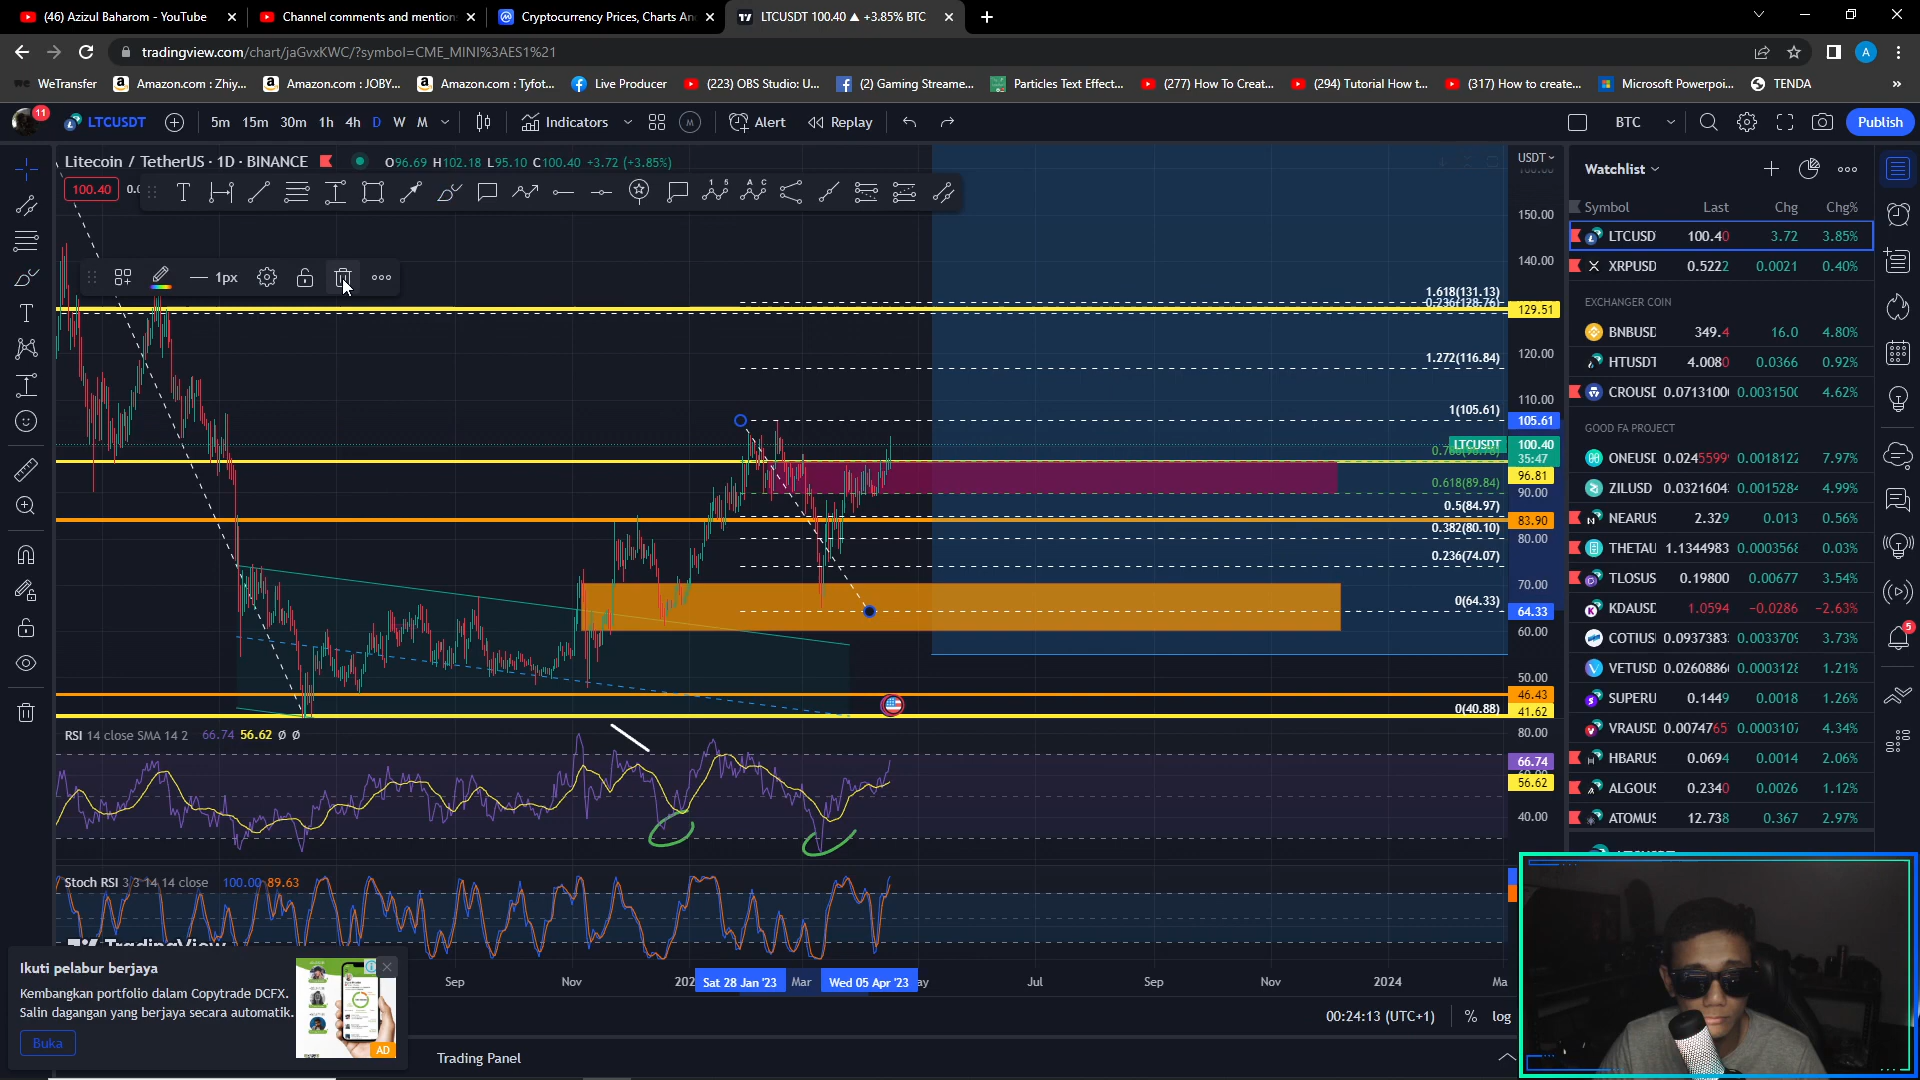 (46) Azizul Baharom - YouTube
Channel comments and mention
Cryptocurrency Prices, Charts An
LTCUSDT 100.40 ▲ +3.85% BTC
tradingview.com/chart/jaGvxKWC/?symbol=CME_MINI%3AES1%21
A
WeTransfer
Amazon.com : Zhiy...
Amazon.com : JOBY...
Amazon.com : Tyfot...
Live Producer
(223) OBS Studio: U...
(2) Gaming Streame...
Particles Text Effect...
(277) How To Creat...
(294) Tutorial How t...
(317) How to create...
Microsoft Powerpoi...
TENDA
11
LTCUSDT
5m 15m 30m 1h 4h D W M
Indicators
Alert
Replay
BTC
Publish
Litecoin / TetherUS · 1D · BINANCE
O96.69 H102.18 L95.10 C100.40 +3.72 (+3.85%)
USDT
100.40
1px
150.00
140.00
1.618(131.13)
0.236(128.76)
129.51
120.00
1.272(116.84)
110.00
1(105.61)
105.61
LTCUSDT
100.40
35:47
96.81
0.618(89.84)
90.00
0.5(84.97)
83.90
0.382(80.10)
80.00
0.236(74.07)
70.00
0(64.33)
64.33
60.00
50.00
46.43
0(40.88)
41.62
RSI 14 close SMA 14 2 66.74 56.62 Ø Ø
80.00
66.74
56.62
40.00
Stoch RSI 3 3 14 14 close 100.00 89.63
TradingView
Sep
Nov
202
Sat 28 Jan '23
Mar
Wed 05 Apr '23
ay
Jul
Sep
Nov
2024
Ma
00:24:13 (UTC+1)
%
log
Trading Panel
Ikuti pelabur berjaya
Kembangkan portfolio dalam Copytrade DCFX.
Salin dagangan yang berjaya secara automatik.
Buka
AD
Watchlist
Symbol Last Chg Chg%
LTCUSD 100.40 3.72 3.85%
XRPUSD 0.5222 0.0021 0.40%
EXCHANGER COIN
BNBUSD 349.4 16.0 4.80%
HTUSDT 4.0080 0.0366 0.92%
CROUSD 0.0713100 0.0031500 4.62%
GOOD FA PROJECT
ONEUSD 0.0245599 0.0018122 7.97%
ZILUSD 0.0321604 0.0015284 4.99%
NEARUS 2.329 0.013 0.56%
THETAU 1.1344983 0.0003568 0.03%
TLOSUS 0.19800 0.00677 3.54%
KDAUSD 1.0594 −0.0286 −2.63%
COTIUS 0.0937383 0.0033709 3.73%
VETUSD 0.0260886 0.0003128 1.21%
SUPERU 0.1449 0.0018 1.26%
VRAUSD 0.0074765 0.0003107 4.34%
HBARUS 0.0694 0.0014 2.06%
ALGOUS 0.2340 0.0026 1.12%
ATOMUS 12.738 0.367 2.97%
5